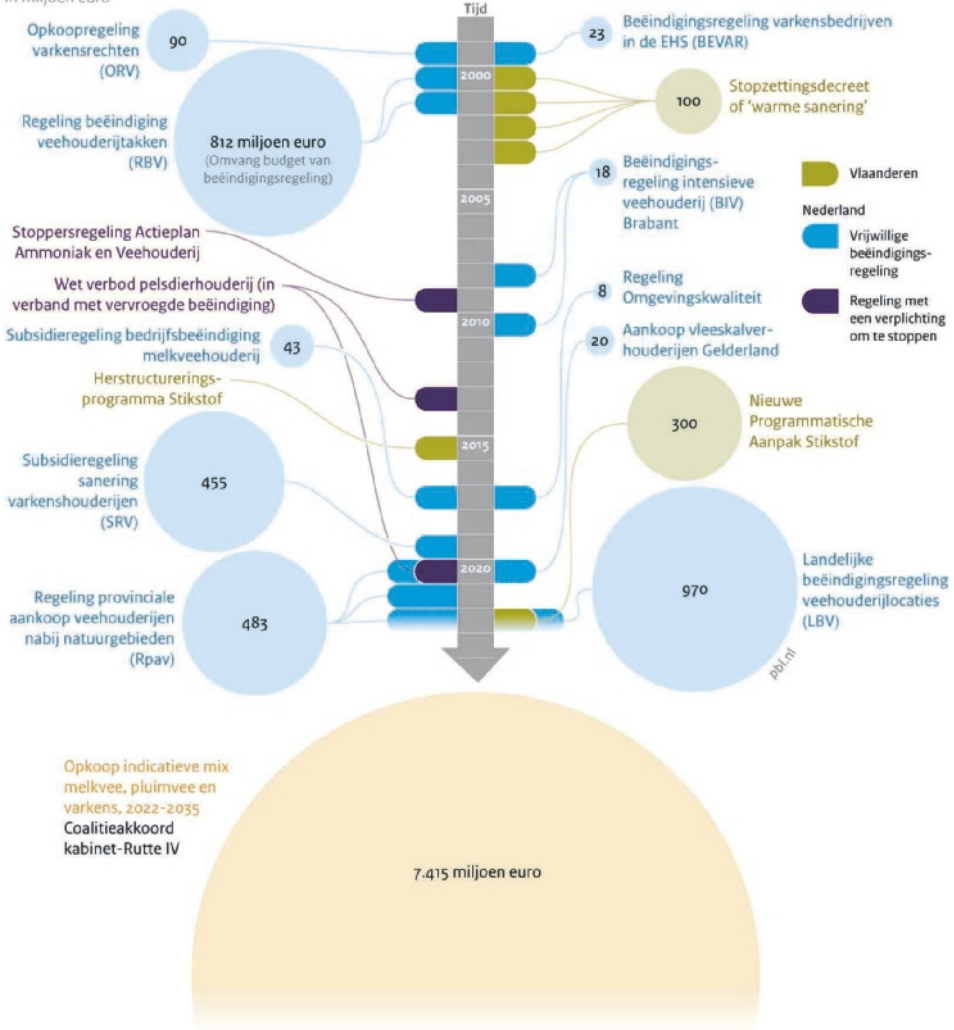 in miljoen euro
Tijd
Opkoopregeling
varkensrechten
(ORV)
90
23
Beëindigingsregeling varkensbedrijven
in de EHS (BEVAR)
2000
Stopzettingsdecreet
of ‘warme sanering’
100
Regeling beëindiging
veehouderijtakken
(RBV)
812 miljoen euro
(Omvang budget van
beëindigingsregeling)
18
Beëindigings-
regeling intensieve
veehouderij (BIV)
Brabant
Vlaanderen
Nederland
Vrijwillige
beëindigings-
regeling
Regeling met
een verplichting
om te stoppen
2005
Stoppersregeling Actieplan
Ammoniak en Veehouderij
Wet verbod pelsdierhouderij (in
verband met vervroegde beëindiging)
8
Regeling
Omgevingskwaliteit
2010
Subsidieregeling bedrijfsbeëindiging
melkveehouderij
43
20
Aankoop vleeskalver-
houderijen Gelderland
Herstructurerings-
programma Stikstof
300
Nieuwe
Programmatische
Aanpak Stikstof
2015
Subsidieregeling
sanering
varkenshouderijen
(SRV)
455
2020
Regeling provinciale
aankoop veehouderijen
nabij natuurgebieden
(Rpav)
483
970
Landelijke
beëindigingsregeling
veehouderijlocaties
(LBV)
pbl.nl
Opkoop indicatieve mix
melkvee, pluimvee en
varkens, 2022-2035
Coalitieakkoord
kabinet-Rutte IV
7.415 miljoen euro